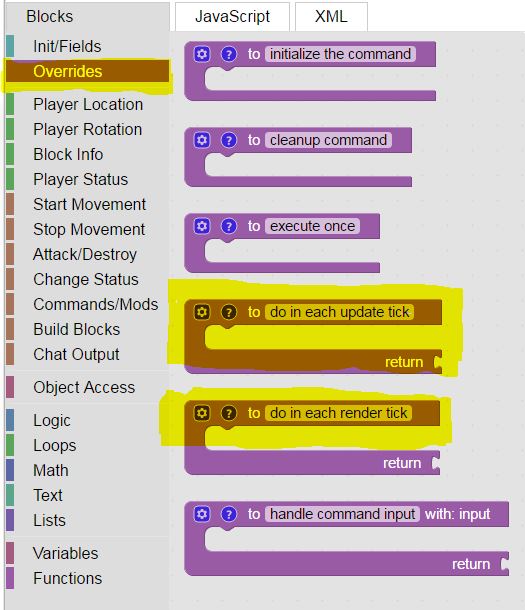 Blocks
JavaScript
XML
Init/Fields
Overrides
Player Location
Player Rotation
Block Info
Player Status
Start Movement
Stop Movement
Attack/Destroy
Change Status
Commands/Mods
Build Blocks
Chat Output
Object Access
Logic
Loops
Math
Text
Lists
Variables
Functions
? to initialize the command
? to cleanup command
? to execute once
? to do in each update tick
return
? to do in each render tick
return
? to handle command input with: input
return